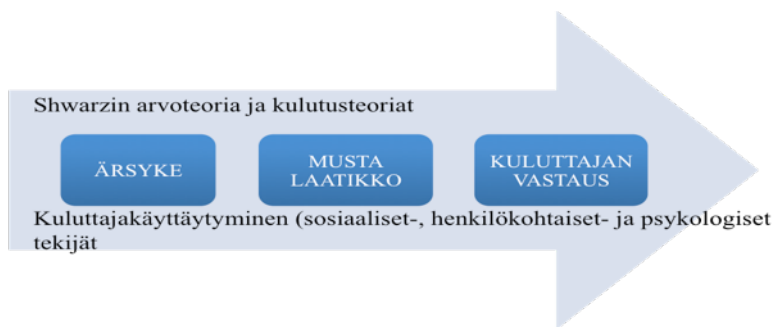 Shwarzin arvoteoria ja kulutusteoriat
ÄRSYKE
MUSTA
LAATIKKO
KULUTTAJAN
VASTAUS
Kuluttajakäyttäytyminen (sosiaaliset-, henkilökohtaiset- ja psykologiset
tekijät